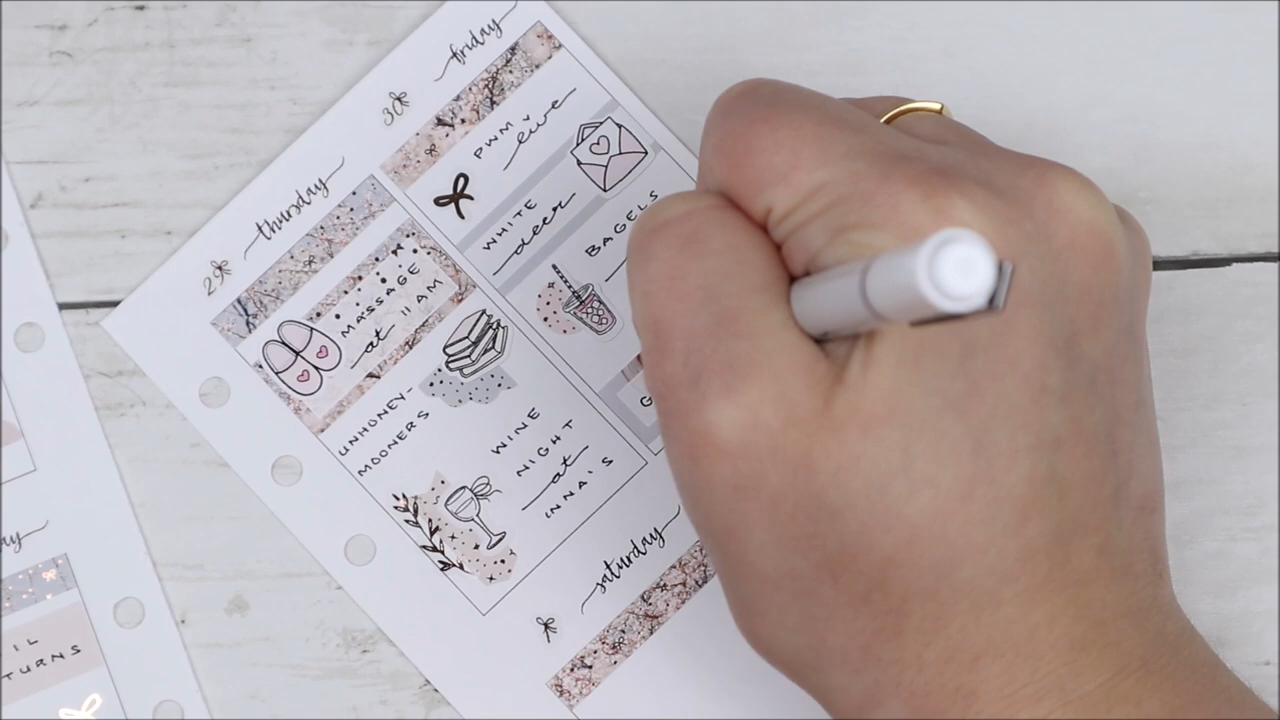 thursday
29
MASSAGE
at 11 AM
UNHONEY-
MOONERS
WINE
NIGHT
at
INNA'S
friday
30
PWM
live
WHITE
deer
BAGELS
G
saturday
ay
IL
TURNS